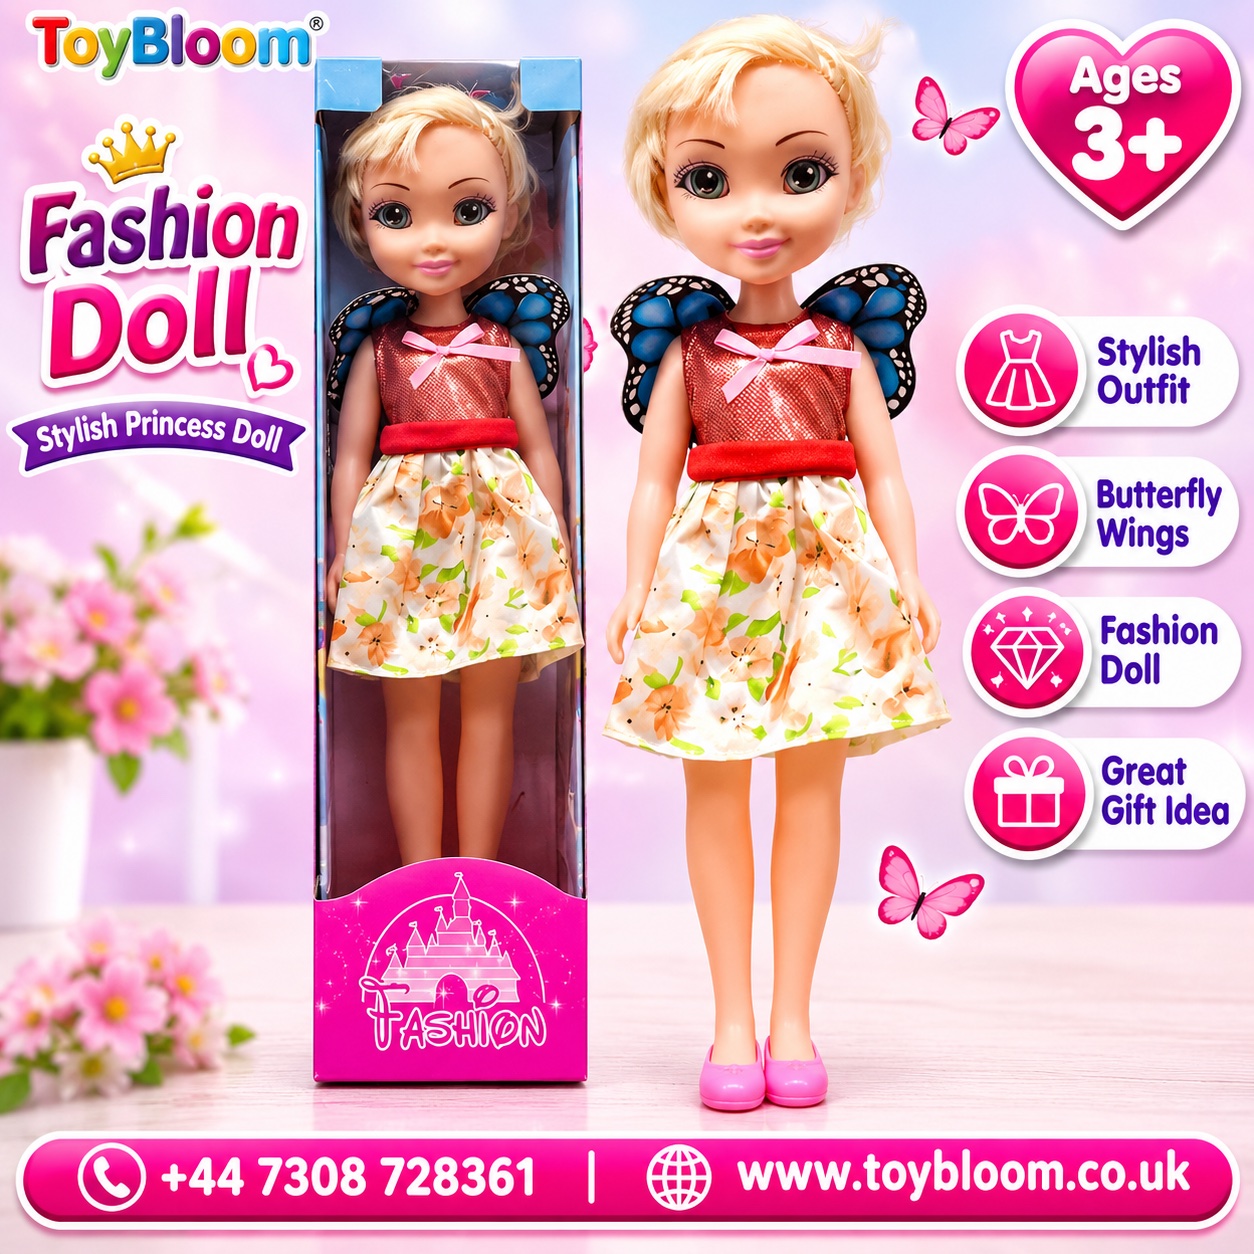 ToyBloom®
Fashion
Doll
Stylish Princess Doll
Ages
3+
Stylish
Outfit
Butterfly
Wings
Fashion
Doll
Great
Gift Idea
Fashion
+44 7308 728361 | www.toybloom.co.uk